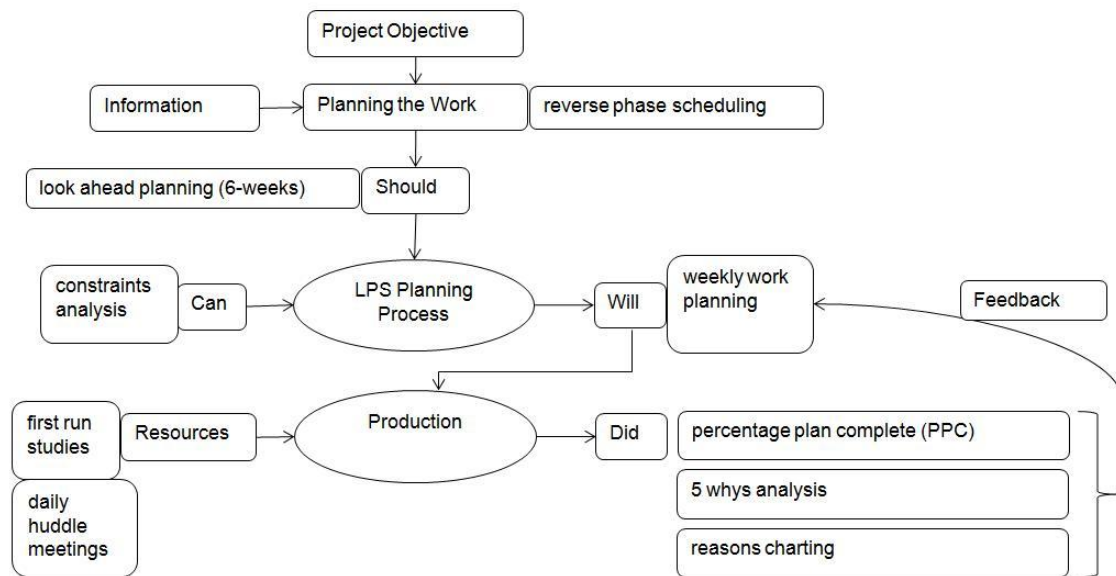 Project Objective
Information
Planning the Work
reverse phase scheduling
look ahead planning (6-weeks)
Should
constraints
analysis
Can
LPS Planning
Process
Will
weekly work
planning
Feedback
first run
studies
Resources
Production
Did
percentage plan complete (PPC)
daily
huddle
meetings
5 whys analysis
reasons charting